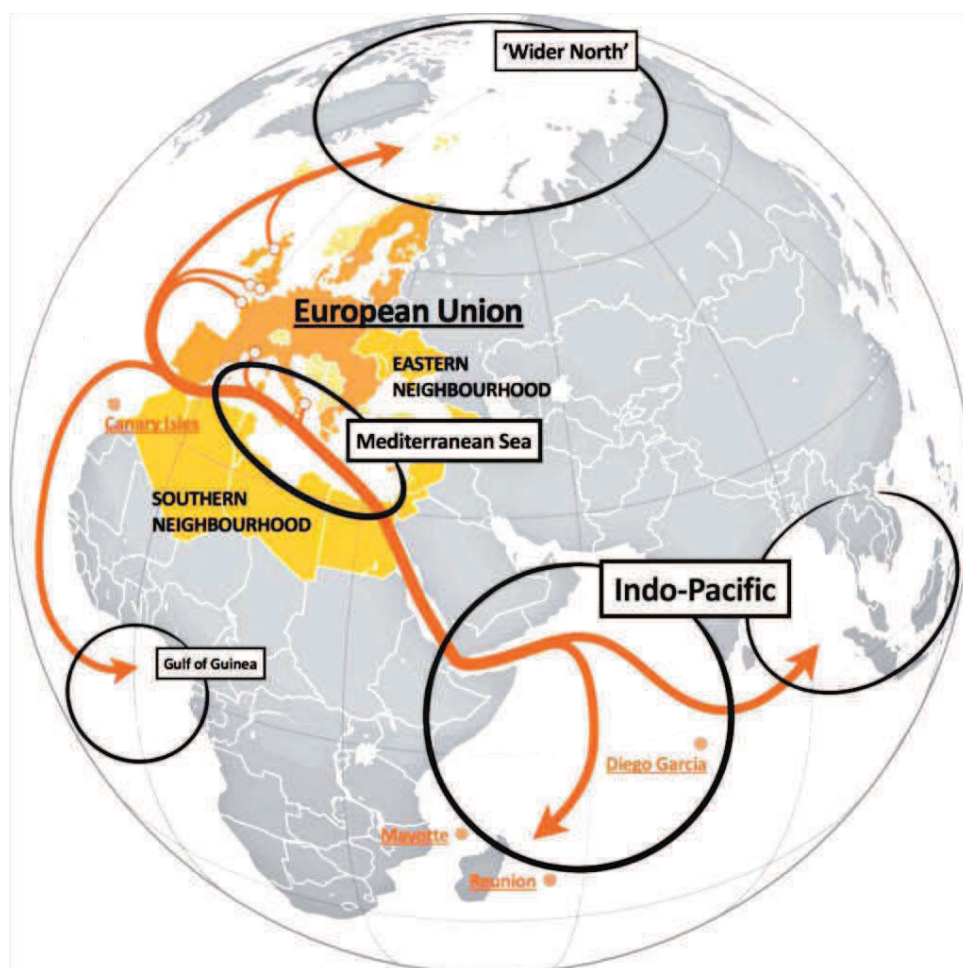 'Wider North'
European Union
EASTERN
NEIGHBOURHOOD
Canary Isles
Mediterranean Sea
SOUTHERN
NEIGHBOURHOOD
Indo-Pacific
Gulf of Guinea
Diego Garcia
Mayotte
Reunion